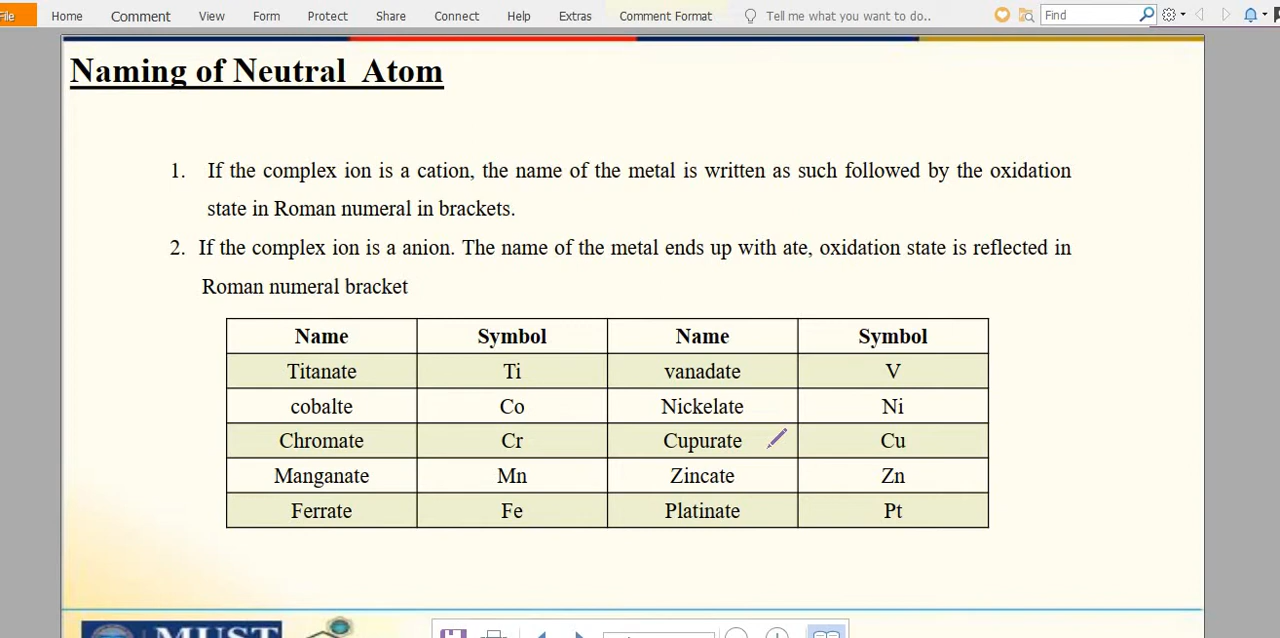 File Home Comment View Form Protect Share Connect Help Extras Comment Format Tell me what you want to do.. Find
Naming of Neutral Atom
1. If the complex ion is a cation, the name of the metal is written as such followed by the oxidation
state in Roman numeral in brackets.
2. If the complex ion is a anion. The name of the metal ends up with ate, oxidation state is reflected in
Roman numeral bracket
Name Symbol Name Symbol
Titanate Ti vanadate V
cobalte Co Nickelate Ni
Chromate Cr Cupurate Cu
Manganate Mn Zincate Zn
Ferrate Fe Platinate Pt
MUST